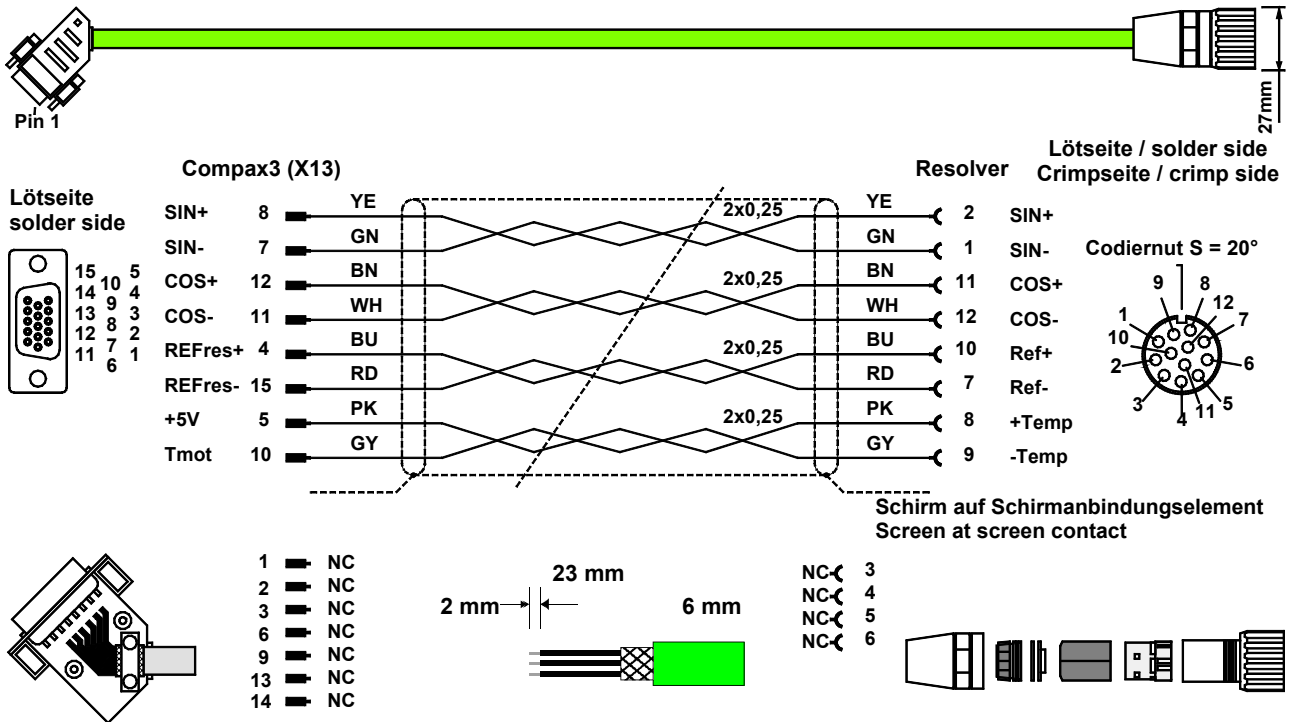 Pin 1
27mm
Compax3 (X13)
Resolver
Lötseite / solder side
Crimpseite / crimp side
Lötseite
solder side
15 10 5
14 9 4
13 8 3
12 7 2
11 6 1
SIN+ 8 YE 2x0,25 YE 2 SIN+
SIN- 7 GN GN 1 SIN-
COS+ 12 BN 2x0,25 BN 11 COS+
COS- 11 WH WH 12 COS-
REFres+ 4 BU 2x0,25 BU 10 Ref+
REFres- 15 RD RD 7 Ref-
+5V 5 PK 2x0,25 PK 8 +Temp
Tmot 10 GY GY 9 -Temp
Codiernut S = 20°
9 8
12
1 7
10
2 6
3 4 11 5
Schirm auf Schirmanbindungselement
Screen at screen contact
1 NC
2 NC
3 NC
6 NC
9 NC
13 NC
14 NC
23 mm
2 mm 6 mm
NC 3
NC 4
NC 5
NC 6